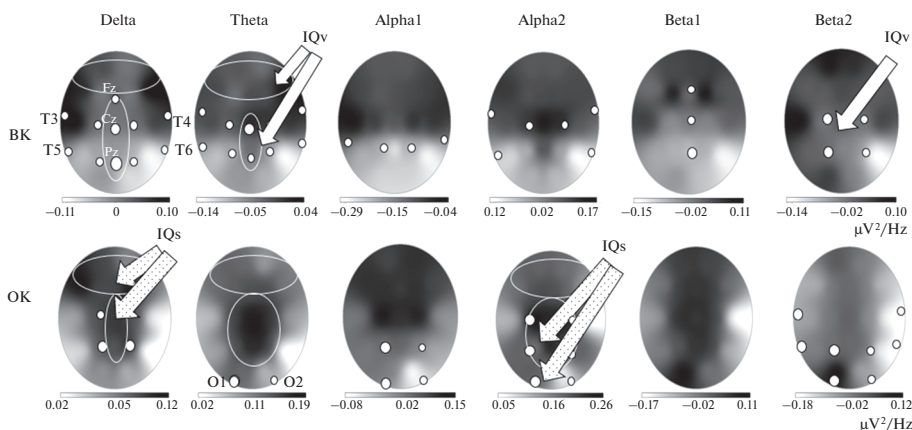 Delta Theta Alpha1 Alpha2 Beta1 Beta2
IQv IQv
Fz
T3 Cz T4
BK
T5 Pz T6
−0.11 0 0.10 −0.14 −0.05 0.04 −0.29 −0.15 −0.04 0.12 0.02 0.17 −0.15 −0.02 0.11 −0.14 −0.02 0.10
μV²/Hz
IQs IQs
OK
O1 O2
0.02 0.05 0.12 0.02 0.11 0.19 −0.08 0.02 0.15 0.05 0.16 0.26 −0.17 −0.02 0.11 −0.18 −0.02 0.12
μV²/Hz